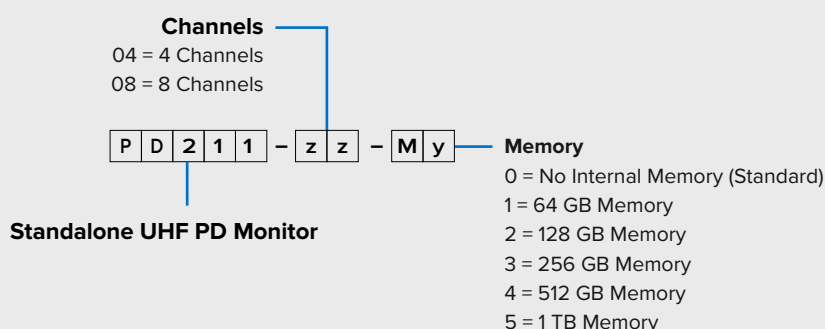 Channels
04 = 4 Channels
08 = 8 Channels
P D 2 1 1 – z z – M y
Memory
0 = No Internal Memory (Standard)
1 = 64 GB Memory
Standalone UHF PD Monitor
2 = 128 GB Memory
3 = 256 GB Memory
4 = 512 GB Memory
5 = 1 TB Memory